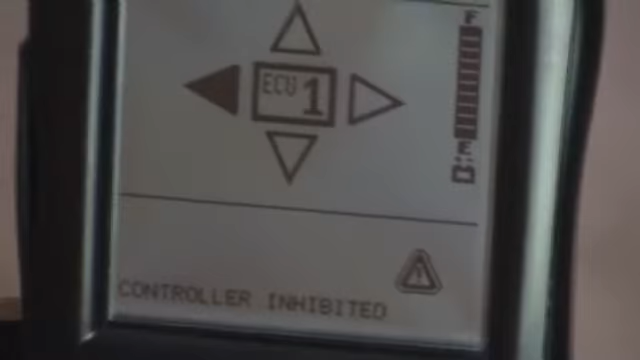 F
ECU 1
E
CONTROLLER INHIBITED